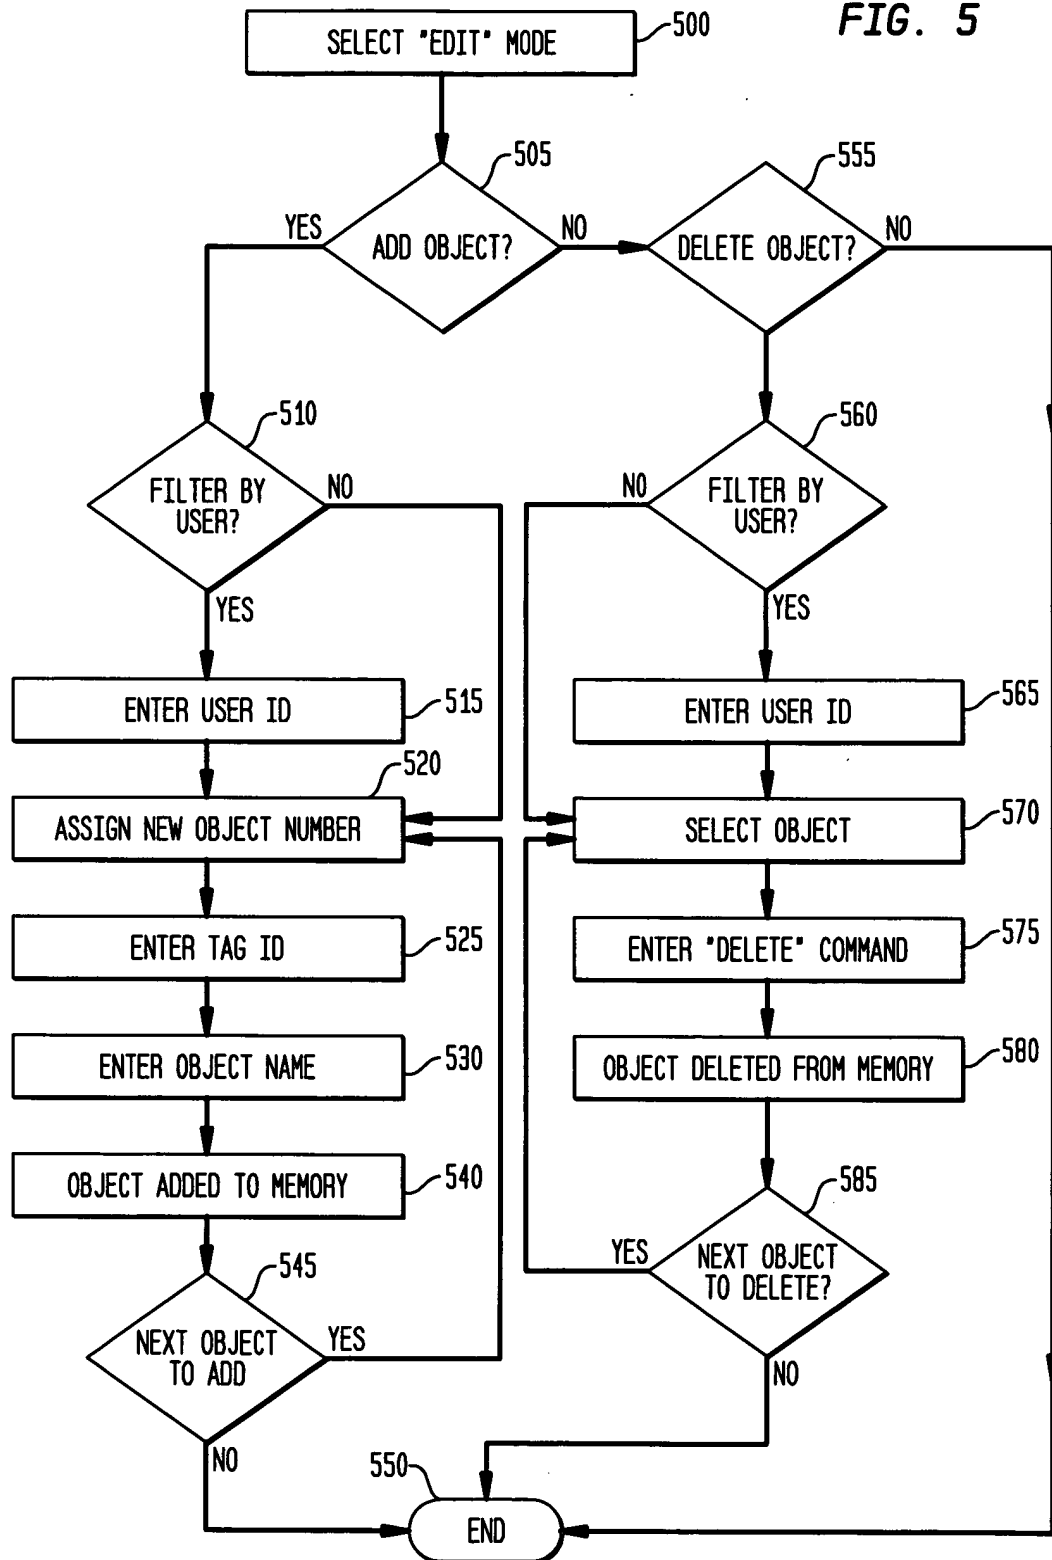 FIG. 5
SELECT "EDIT" MODE
500
505
555
YES
ADD OBJECT?
NO
DELETE OBJECT?
NO
510
560
FILTER BY
USER?
NO
NO
FILTER BY
USER?
YES
YES
ENTER USER ID
515
ENTER USER ID
565
520
ASSIGN NEW OBJECT NUMBER
SELECT OBJECT
570
ENTER TAG ID
525
ENTER "DELETE" COMMAND
575
ENTER OBJECT NAME
530
OBJECT DELETED FROM MEMORY
580
OBJECT ADDED TO MEMORY
540
585
545
YES
NEXT OBJECT
TO DELETE?
NEXT OBJECT
TO ADD
YES
NO
NO
550
END